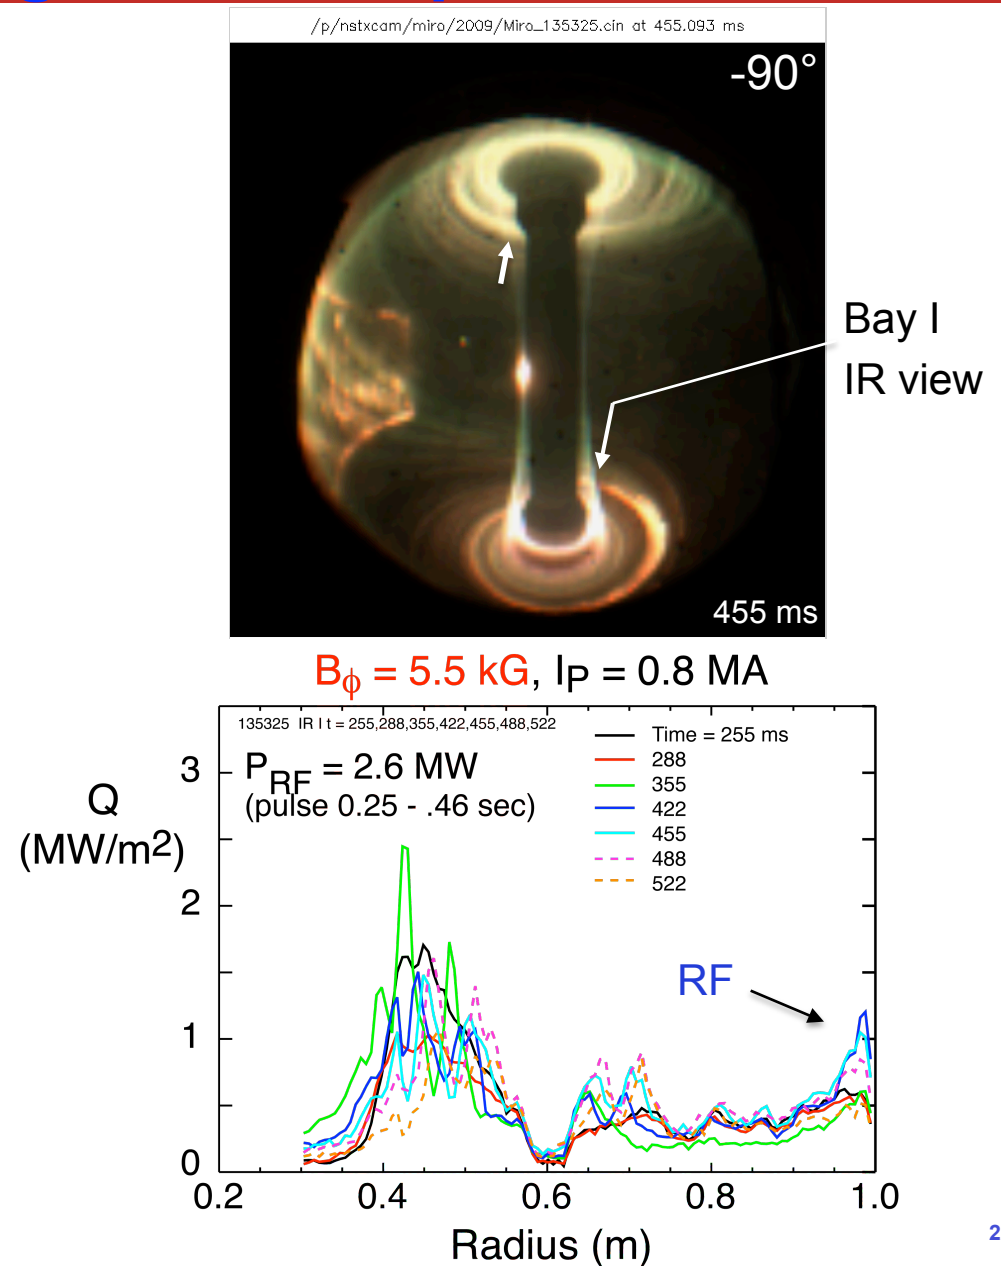 /p/nstxcam/miro/2009/Miro_135325.cin at 455.093 ms
-90°
Bay I
IR view
455 ms
Bϕ = 5.5 kG, IP = 0.8 MA
135325 IR I t = 255,288,355,422,455,488,522
PRF = 2.6 MW
(pulse 0.25 - .46 sec)
Time = 255 ms
288
355
422
455
488
522
Q
(MW/m2)
3
2
1
0
RF
0.2
0.4
0.6
0.8
1.0
Radius (m)
2